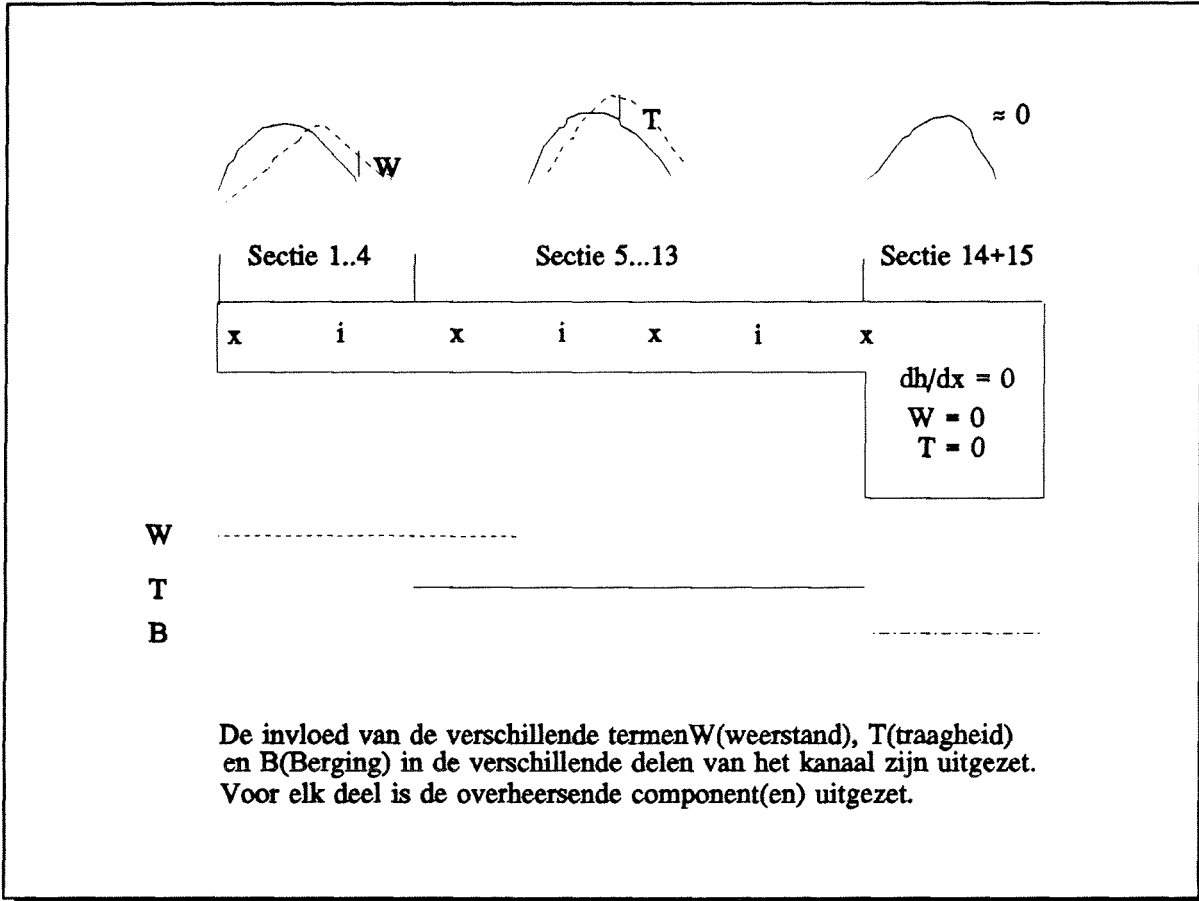 T
≈ 0
W
Sectie 1..4
Sectie 5...13
Sectie 14+15
x i x i x i x
dh/dx = 0
W = 0
T = 0
W
T
B
De invloed van de verschillende termenW(weerstand), T(traagheid)
en B(Berging) in de verschillende delen van het kanaal zijn uitgezet.
Voor elk deel is de overheersende component(en) uitgezet.